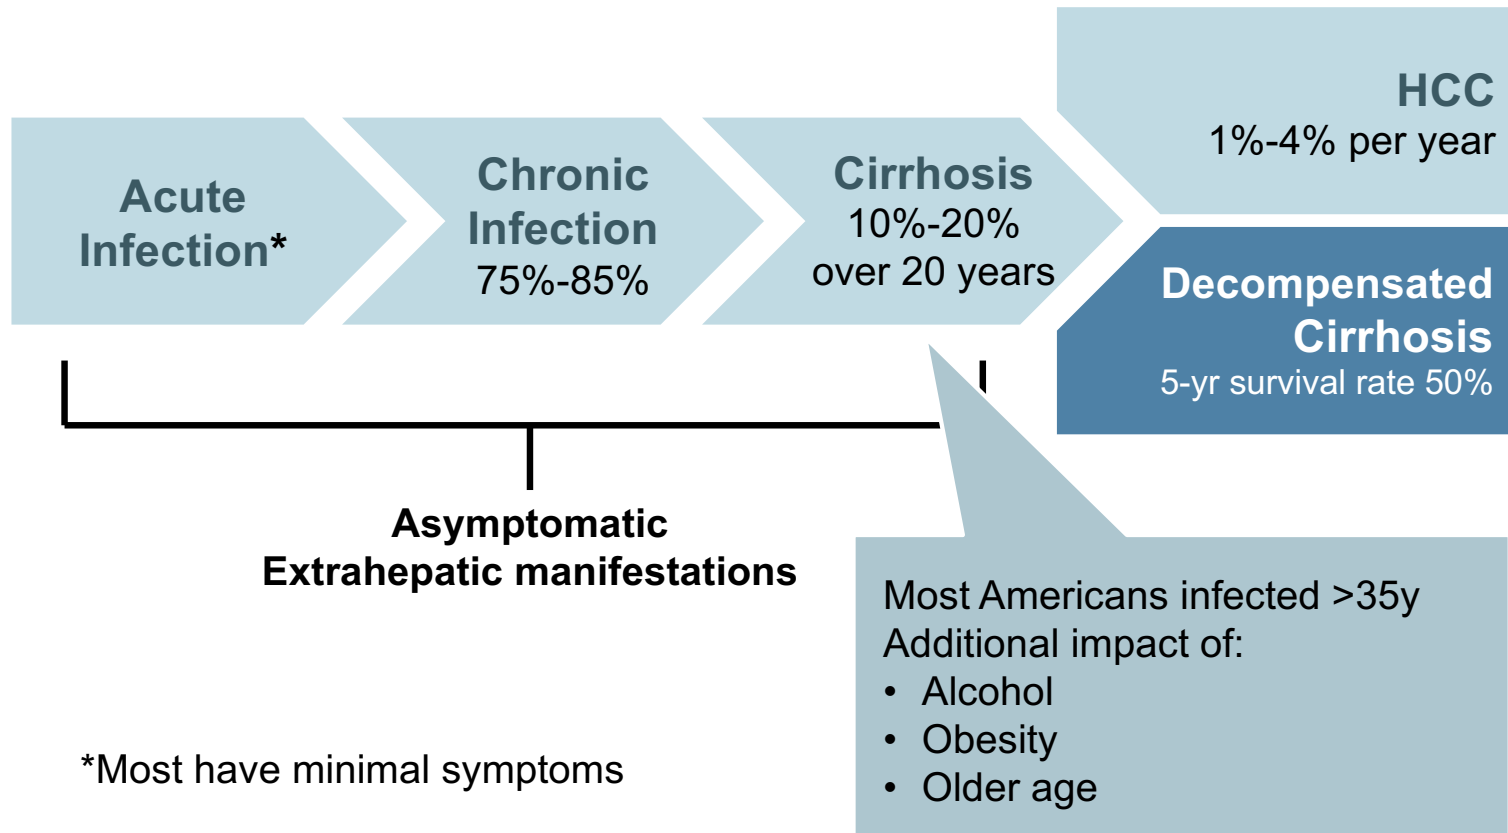 Acute
Infection*
Chronic
Infection
75%-85%
Cirrhosis
10%-20%
over 20 years
HCC
1%-4% per year
Decompensated
Cirrhosis
5-yr survival rate 50%
Asymptomatic
Extrahepatic manifestations
Most Americans infected >35y
Additional impact of:
• Alcohol
• Obesity
• Older age
*Most have minimal symptoms